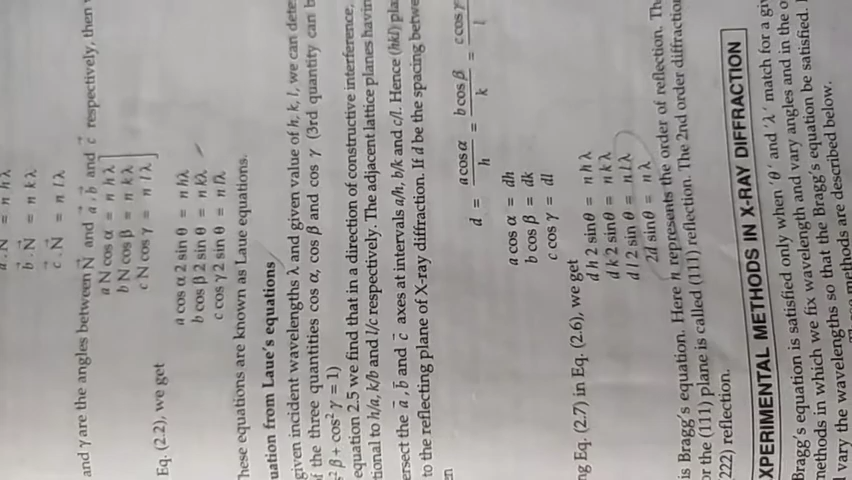 a . N = n h λ
b . N = n k λ
c . N = n l λ
and γ are the angles between N and a , b and c respectively, then
a N cos α = n h λ
b N cos β = n k λ
c N cos γ = n l λ
Eq. (2.2), we get
a cos α 2 sin θ = n hλ
b cos β 2 sin θ = n kλ
c cos γ 2 sin θ = n lλ
hese equations are known as Laue equations.
uation from Laue's equations
given incident wavelengths λ and given value of h, k, l, we can
f the three quantities cos α, cos β and cos γ (3rd quantity can
² β + cos² γ = 1)
equation 2.5 we find that in a direction of constructive interference,
tional to h/a, k/b and l/c respectively. The adjacent lattice planes
ersect the a , b and c axes at intervals a/h, b/k and c/l. Hence (hkl)
to the reflecting plane of X-ray diffraction. If d be the spacing
d = a cos α / h = b cos β / k = c cos γ / l
a cos α = dh
b cos β = dk
c cos γ = dl
ng Eq. (2.7) in Eq. (2.6), we get
d h 2 sin θ = n h λ
d k 2 sin θ = n k λ
d l 2 sin θ = n l λ
2d sin θ = n λ
is Bragg's equation. Here n represents the order of reflection.
or the (111) plane is called (111) reflection. The 2nd order
(222) reflection.
XPERIMENTAL METHODS IN X-RAY DIFFRACTION
Bragg's equation is satisfied only when 'θ' and 'λ' match for a
methods in which we fix wavelength and vary angles and in the
l vary the wavelengths so that the Bragg's equation be satisfied.
methods are described below.